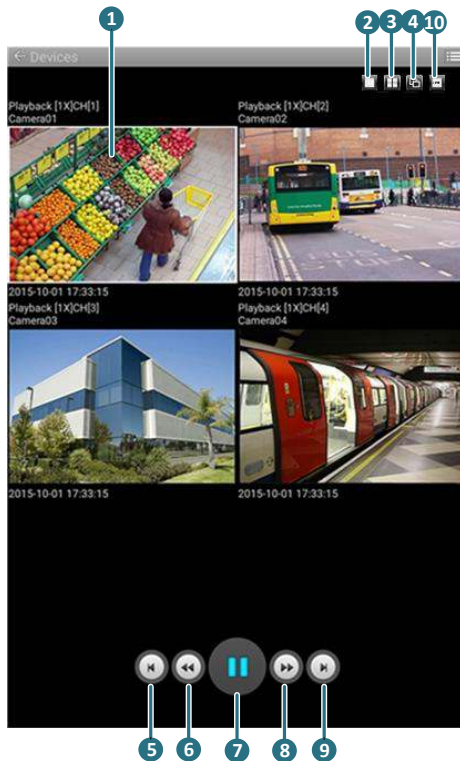 1 2 3 4 10
Devices
Playback [1X]CH[1] Playback [1X]CH[2]
Camera01 Camera02
2015-10-01 17:33:15 2015-10-01 17:33:15
Playback [1X]CH[3] Playback [1X]CH[4]
Camera03 Camera04
2015-10-01 17:33:15 2015-10-01 17:33:15
5 6 7 8 9